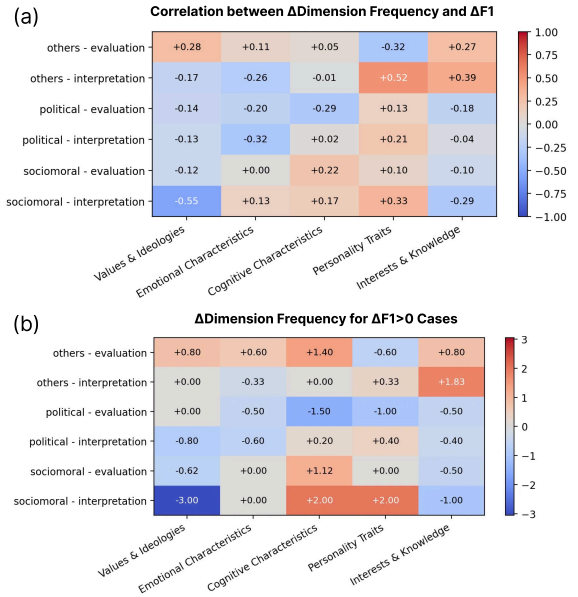 (a)
Correlation between ΔDimension Frequency and ΔF1
others - evaluation +0.28 +0.11 +0.05 -0.32 +0.27
others - interpretation -0.17 -0.26 -0.01 +0.52 +0.39
political - evaluation -0.14 -0.20 -0.29 +0.13 -0.18
political - interpretation -0.13 -0.32 +0.02 +0.21 -0.04
sociomoral - evaluation -0.12 +0.00 +0.22 +0.10 -0.10
sociomoral - interpretation -0.55 +0.13 +0.17 +0.33 -0.29
Values & Ideologies
Emotional Characteristics
Cognitive Characteristics
Personality Traits
Interests & Knowledge
1.00
0.75
0.50
0.25
0.00
−0.25
−0.50
−0.75
−1.00
(b)
ΔDimension Frequency for ΔF1>0 Cases
others - evaluation +0.80 +0.60 +1.40 -0.60 +0.80
others - interpretation +0.00 -0.33 +0.00 +0.33 +1.83
political - evaluation +0.00 -0.50 -1.50 -1.00 -0.50
political - interpretation -0.80 -0.60 +0.20 +0.40 -0.40
sociomoral - evaluation -0.62 +0.00 +1.12 +0.00 -0.50
sociomoral - interpretation -3.00 +0.00 +2.00 +2.00 -1.00
Values & Ideologies
Emotional Characteristics
Cognitive Characteristics
Personality Traits
Interests & Knowledge
3
2
1
0
−1
−2
−3